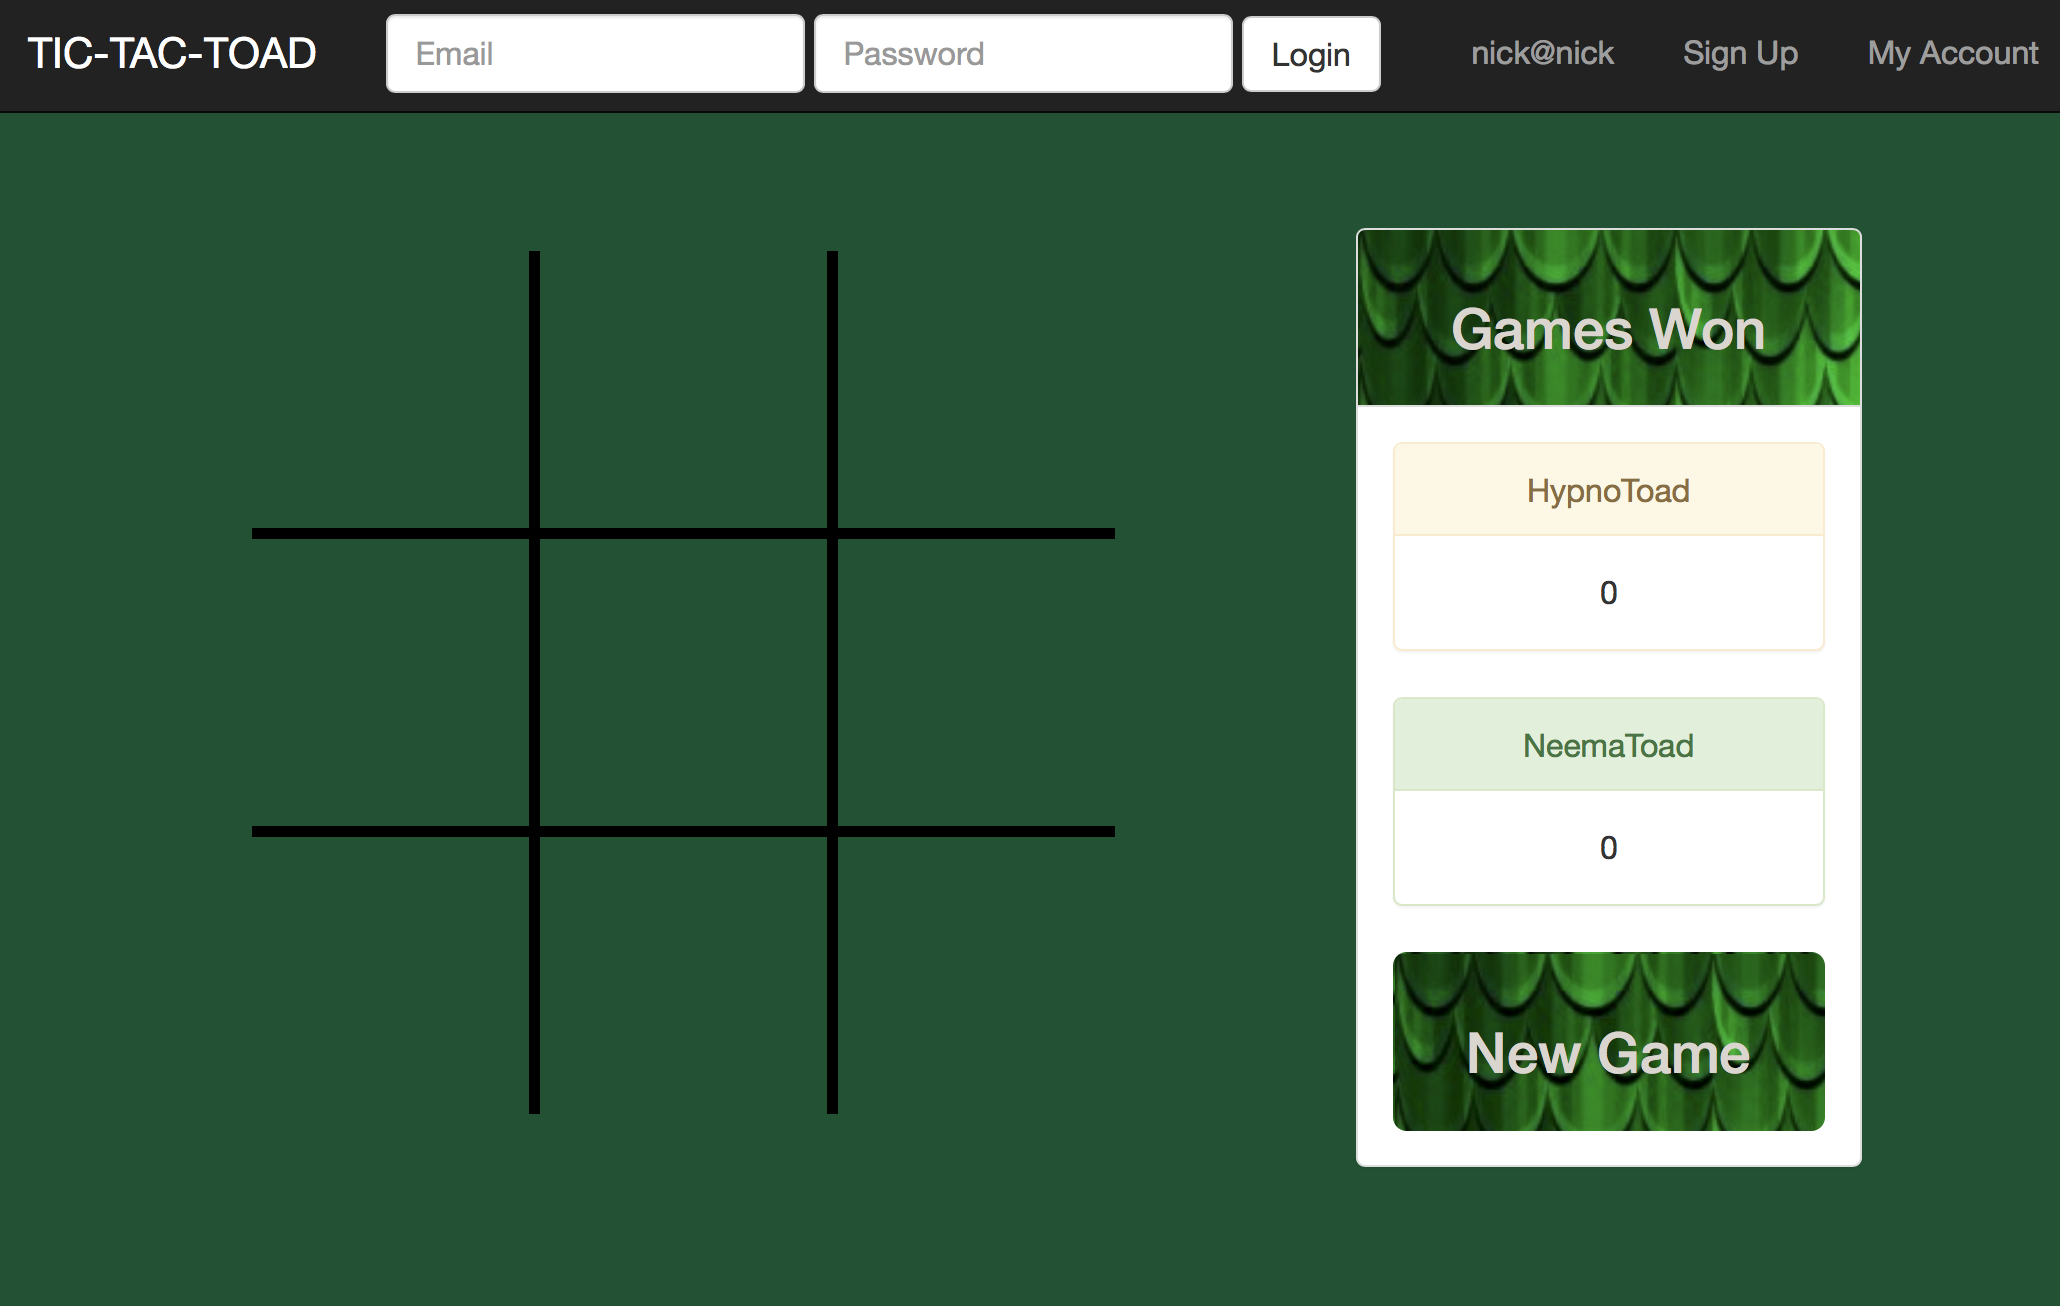 TIC-TAC-TOAD Email Password Login nick@nick Sign Up My Account
Games Won
HypnoToad
0
NeemaToad
0
New Game